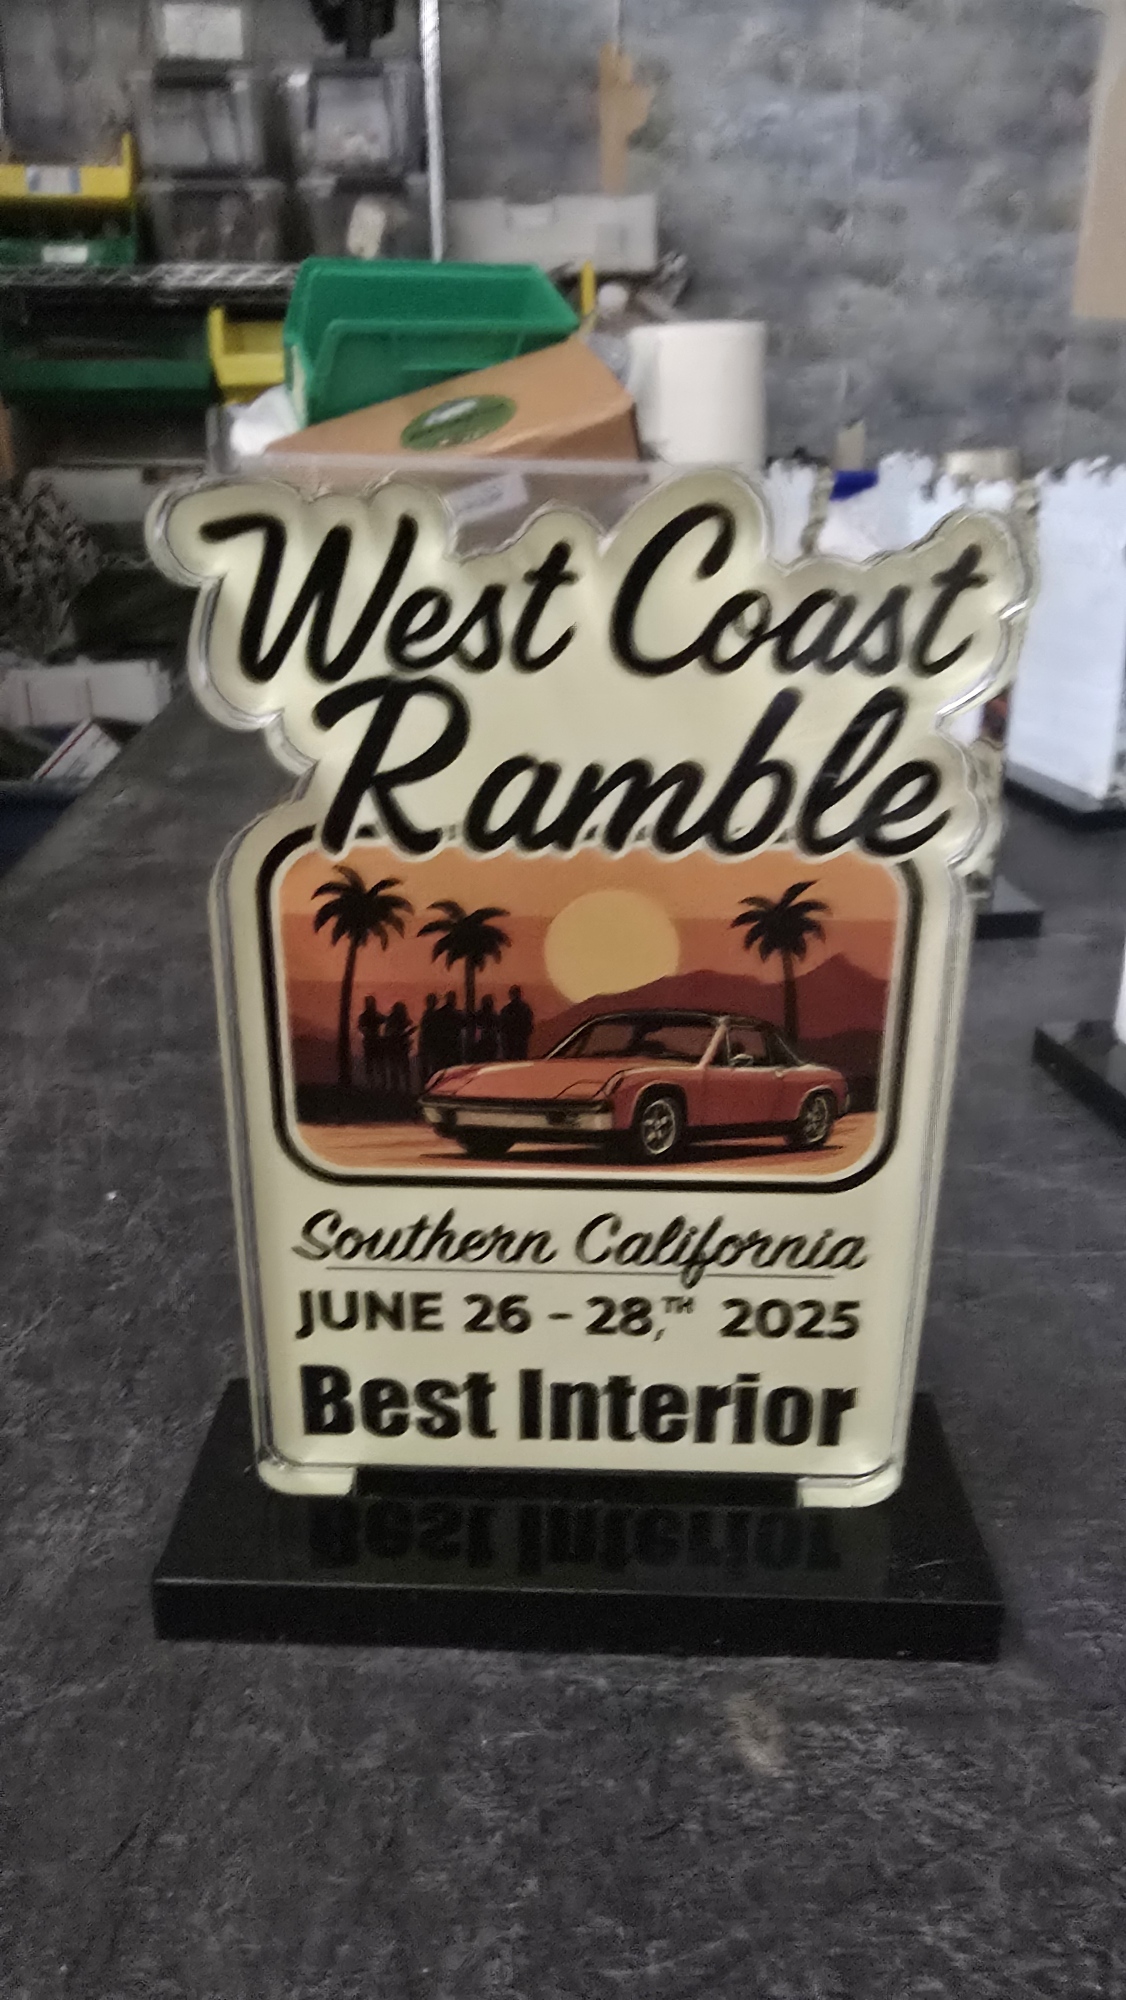 West Coast
Ramble
Southern California
JUNE 26 - 28,TH 2025
Best Interior